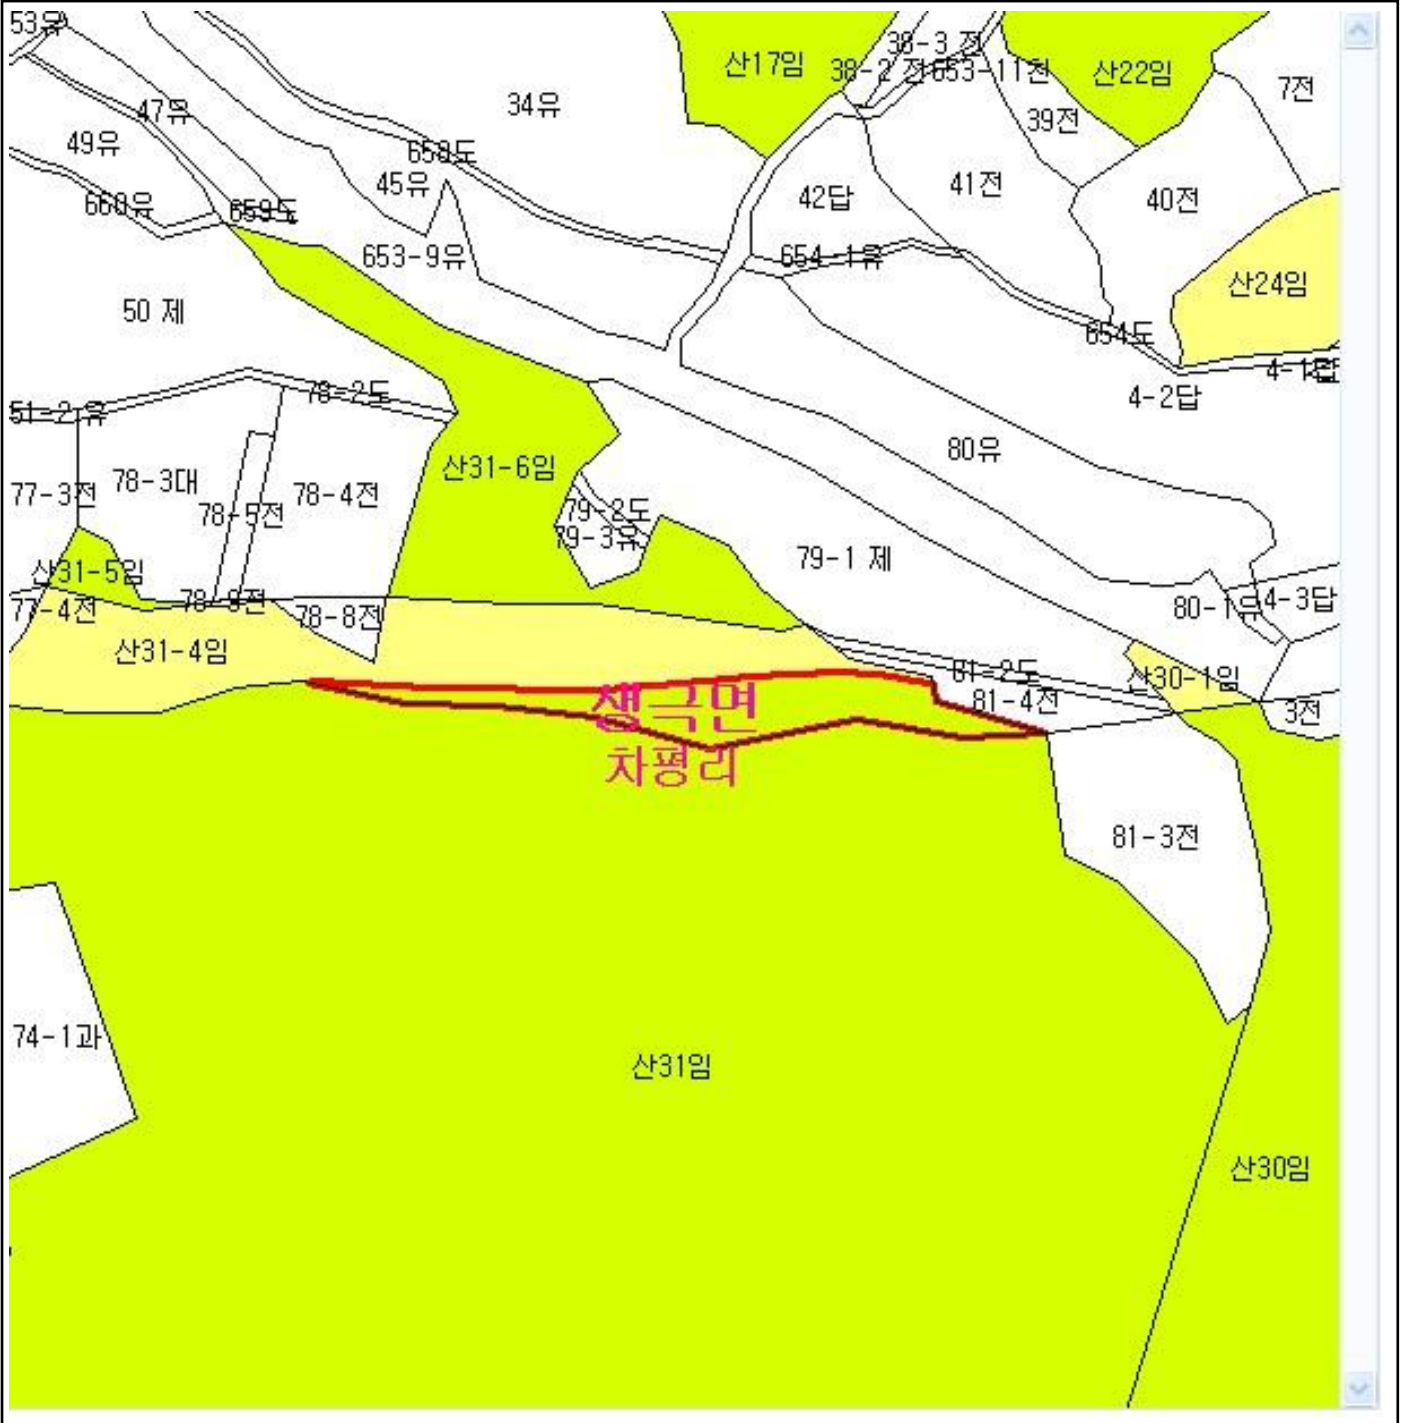 53유
산17임
38-3 전
38-2 전
653-11천
산22임
7전
47유
34유
39전
49유
658도
45유
42답
41전
40전
660유
659도
653-9유
654-1유
산24임
50 제
654도
78-2도
4-2답
51-2 유
80유
산31-6임
77-3전
78-3대
78-5전
78-4전
79-2도
79-3유
79-1 제
산31-5임
77-4전
78-8전
80-1유
4-3답
산31-4임
81-2도
산30-1임
생극면
81-4전
3전
차평리
81-3전
74-1과
산31임
산30임